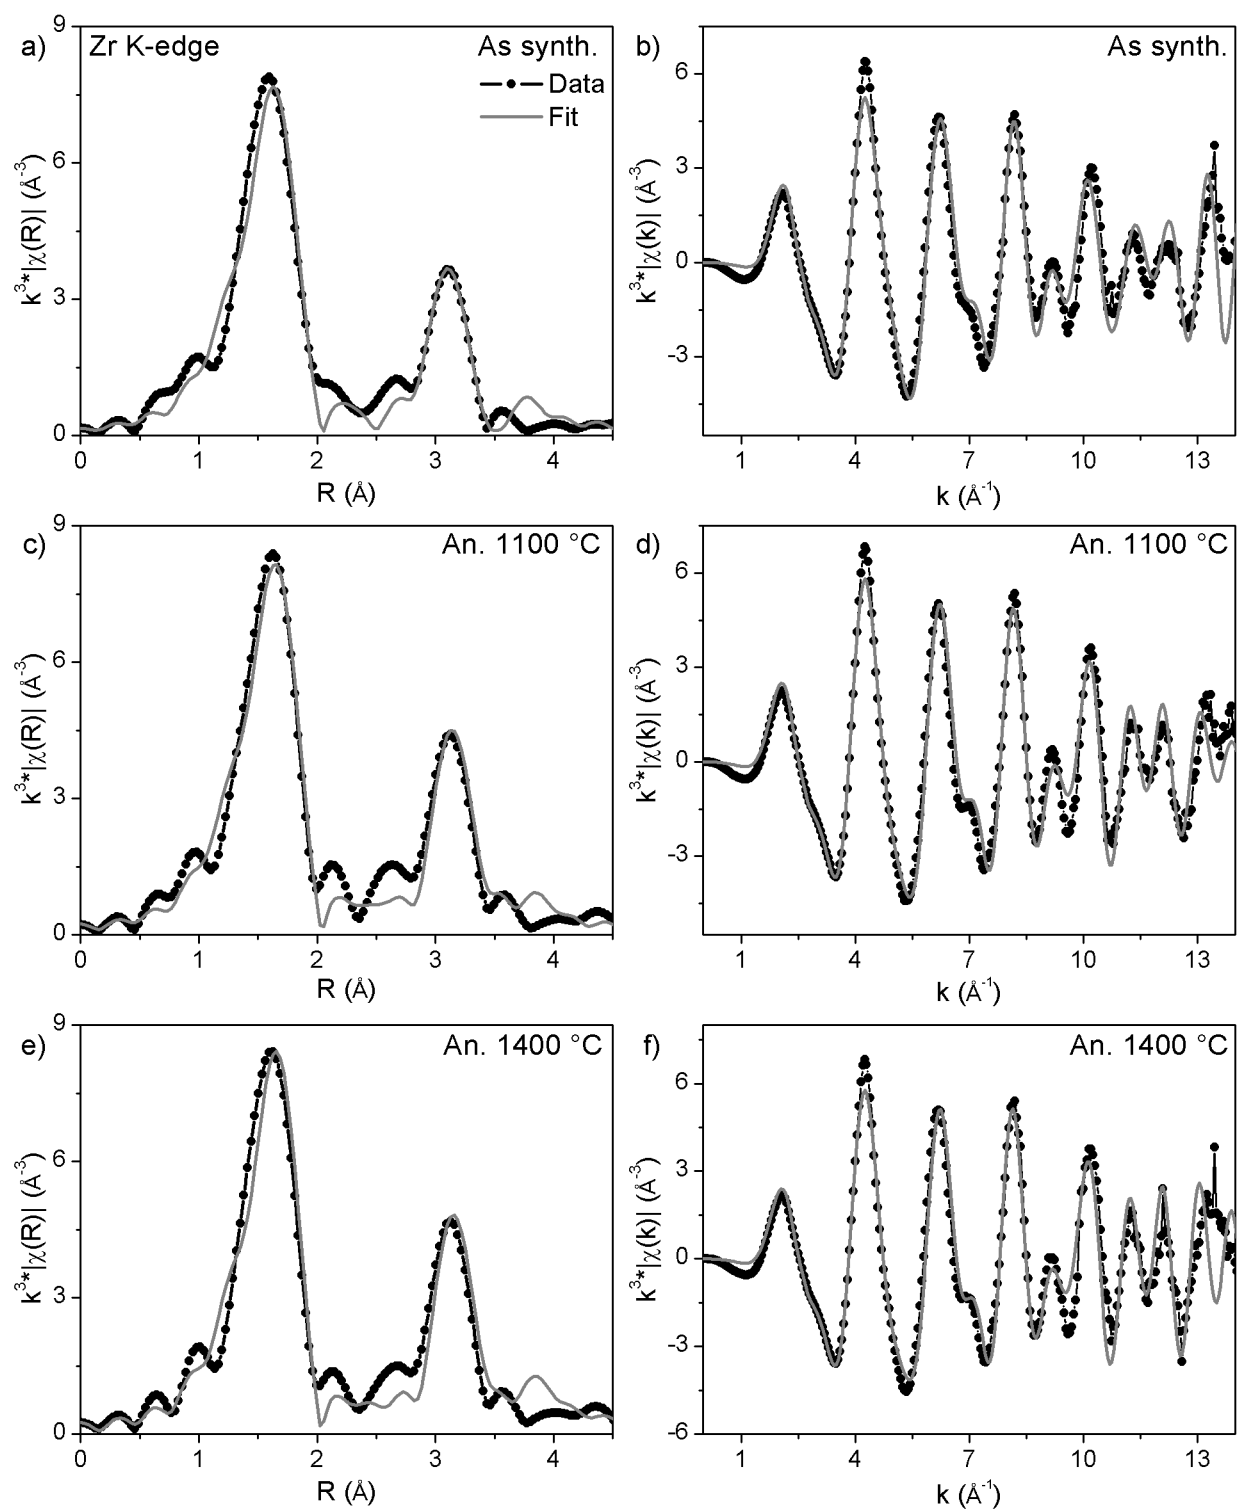 a) Zr K-edge As synth.
Data
Fit
9
6
3
0
k³*|χ(R)| (Å⁻³)
0 1 2 3 4
R (Å)
b) As synth.
6
3
0
-3
k³*|χ(k)| (Å⁻³)
1 4 7 10 13
k (Å⁻¹)
c) An. 1100 °C
9
6
3
0
k³*|χ(R)| (Å⁻³)
0 1 2 3 4
R (Å)
d) An. 1100 °C
6
3
0
-3
k³*|χ(k)| (Å⁻³)
1 4 7 10 13
k (Å⁻¹)
e) An. 1400 °C
9
6
3
0
k³*|χ(R)| (Å⁻³)
0 1 2 3 4
R (Å)
f) An. 1400 °C
6
3
0
-3
-6
k³*|χ(k)| (Å⁻³)
1 4 7 10 13
k (Å⁻¹)